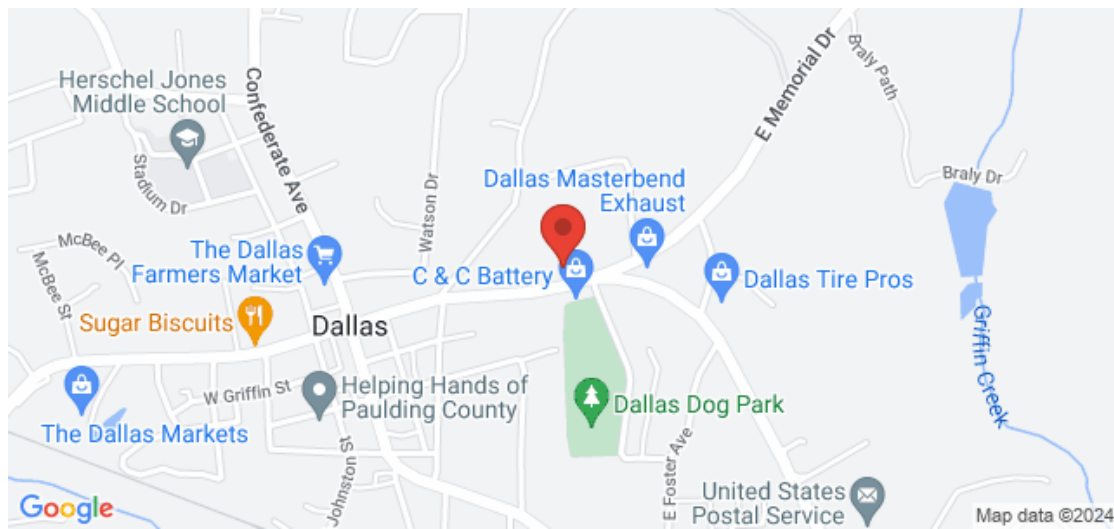 Herschel Jones
Middle School
Confederate Ave
E Memorial Dr
Braly Path
Braly Dr
Stadium Dr
Watson Dr
Dallas Masterbend
Exhaust
McBee Pl
McBee St
The Dallas
Farmers Market
C & C Battery
Dallas Tire Pros
Sugar Biscuits
Dallas
Griffin Creek
W Griffin St
Helping Hands of
Paulding County
Dallas Dog Park
The Dallas Markets
Johnston St
E Foster Ave
United States
Postal Service
Google
Map data ©2024